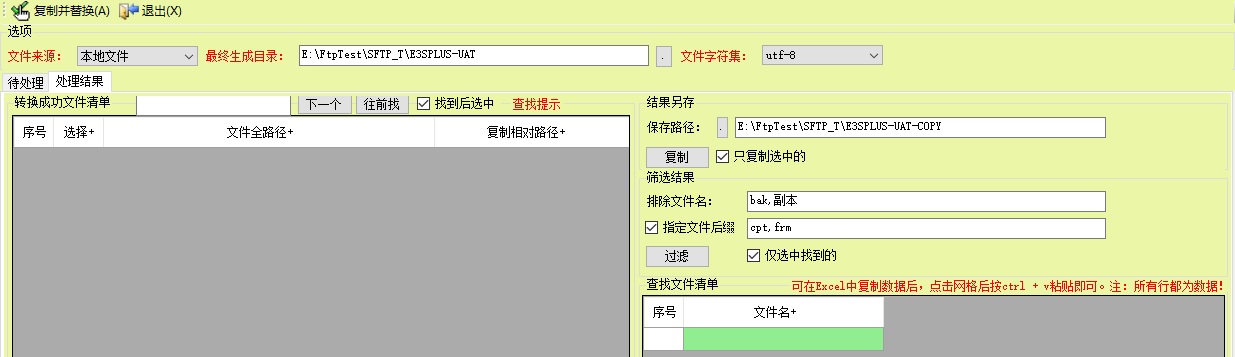 复制并替换(A) 退出(X)
选项
文件来源： 本地文件 最终生成目录： E:\FtpTest\SFTP_T\E3SPLUS-UAT . 文件字符集： utf-8
待处理 处理结果
转换成功文件清单 下一个 往前找 找到后选中 查找提示
序号 选择+ 文件全路径+ 复制相对路径+
结果另存
保存路径： . E:\FtpTest\SFTP_T\E3SPLUS-UAT-COPY
复制 只复制选中的
筛选结果
排除文件名： bak,副本
指定文件后缀 cpt,frm
过滤 仅选中找到的
查找文件清单 可在Excel中复制数据后，点击网格后按ctrl + v粘贴即可。注：所有行都为数据！
序号 文件名+